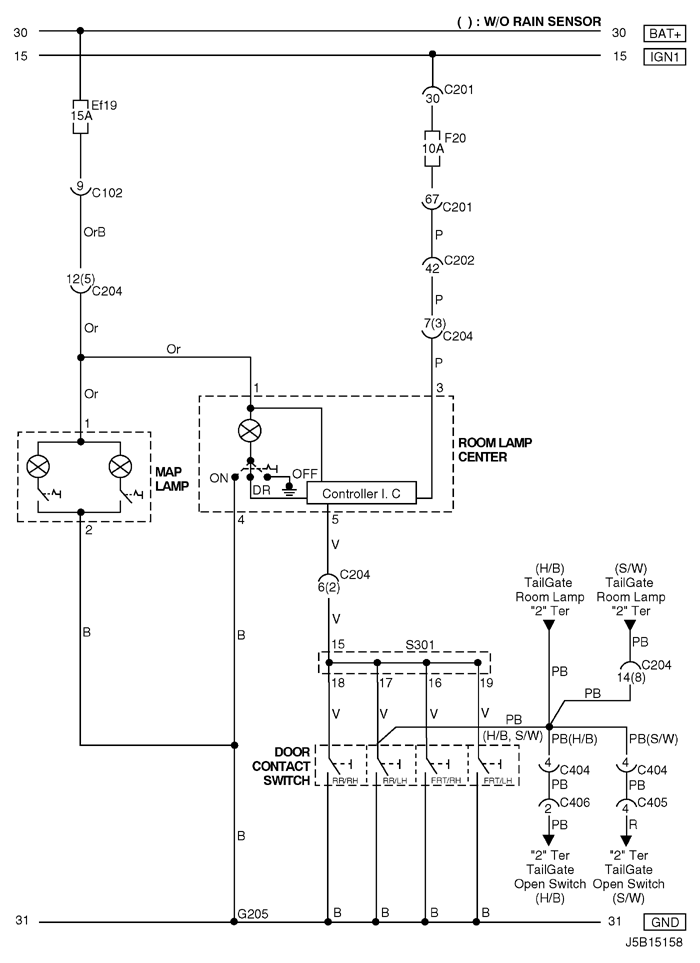 ( ) : W/O RAIN SENSOR
30
30
BAT+
15
15
IGN1
C201
30
Ef19
15A
F20
10A
9
C102
67
C201
OrB
P
C202
42
12(5)
C204
P
Or
7(3)
C204
Or
P
Or
1
3
1
ROOM LAMP
CENTER
MAP
LAMP
ON
OFF
DR
Controller I. C
2
4
5
V
C204
6(2)
B
B
V
15
S301
18
17
16
19
V
V
V
V
(H/B)
TailGate
Room Lamp
"2" Ter
(S/W)
TailGate
Room Lamp
"2" Ter
PB
C204
14(8)
PB
PB
PB
(H/B, S/W)
PB(H/B)
PB(S/W)
DOOR
CONTACT
SWITCH
RR/RH
RR/LH
FRT/RH
FRT/LH
4
C404
4
C404
PB
PB
2
C406
4
C405
PB
R
B
"2" Ter
TailGate
Open Switch
(H/B)
"2" Ter
TailGate
Open Switch
(S/W)
31
G205
B
B
B
B
31
GND
J5B15158